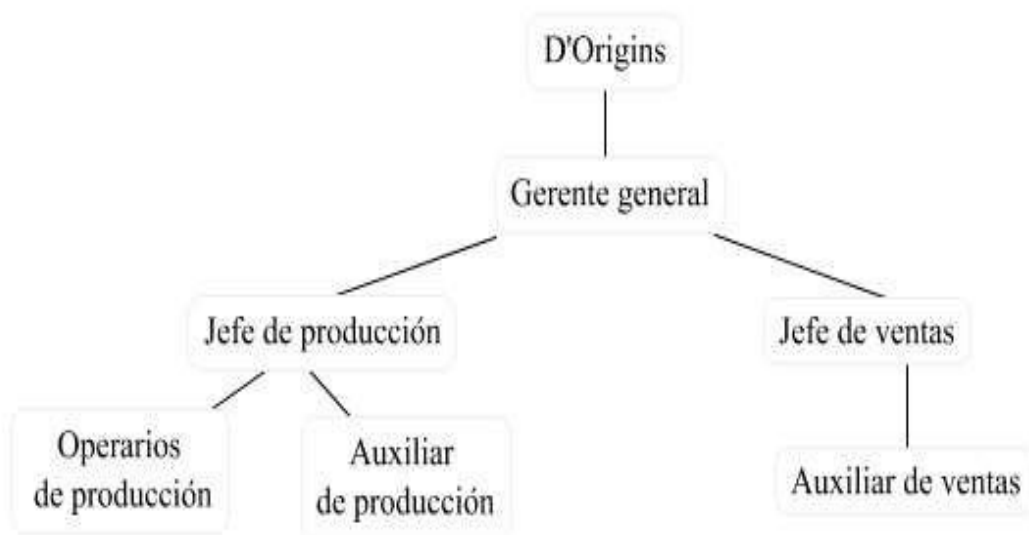 D'Origins
Gerente general
Jefe de producción
Jefe de ventas
Operarios
de producción
Auxiliar
de producción
Auxiliar de ventas